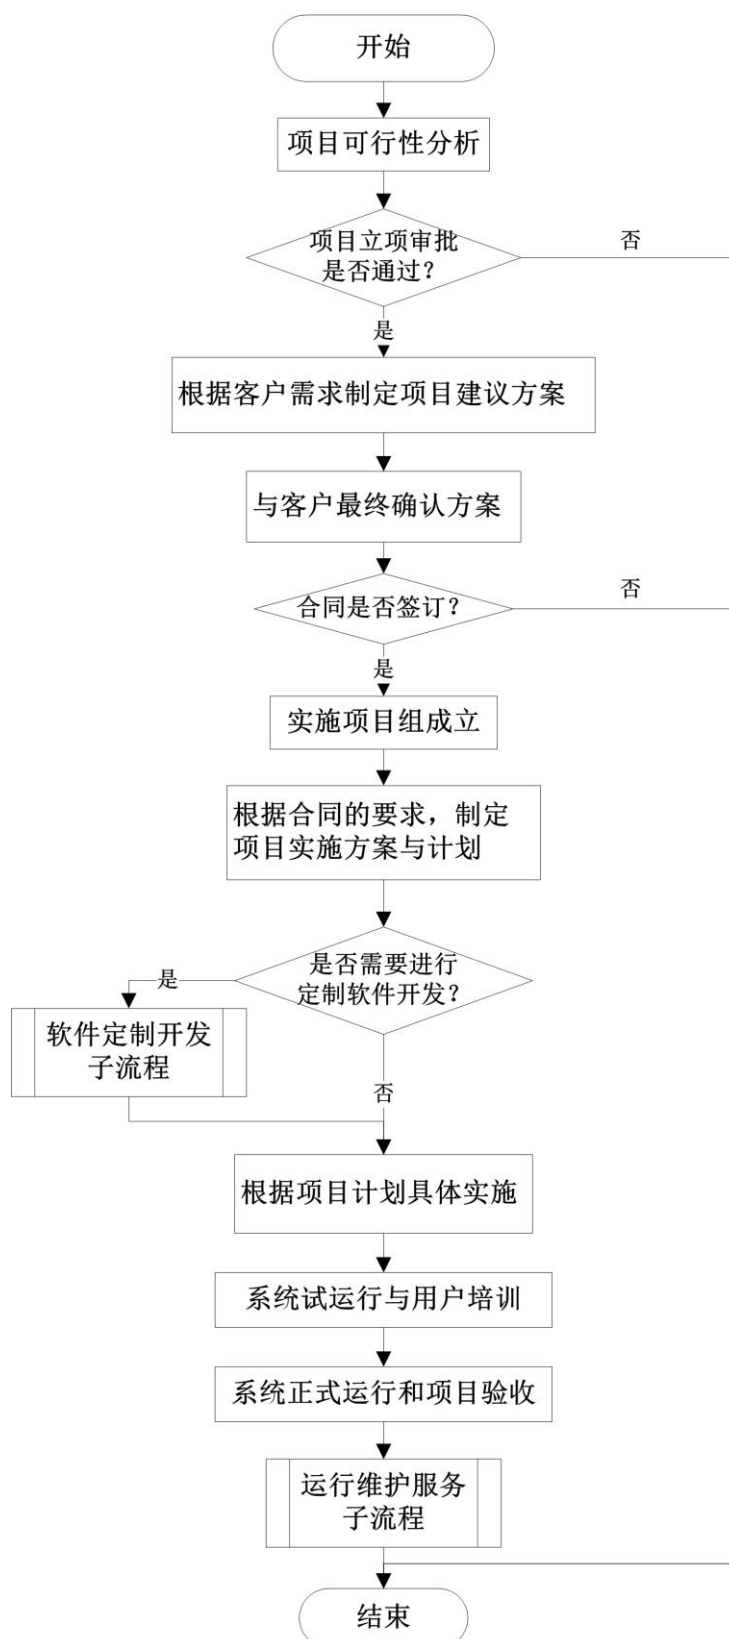 开始
项目可行性分析
项目立项审批
是否通过？
否
是
根据客户需求制定项目建议方案
与客户最终确认方案
合同是否签订？
否
是
实施项目组成立
根据合同的要求，制定
项目实施方案与计划
是否需要进行
定制软件开发？
是
软件定制开发
子流程
否
根据项目计划具体实施
系统试运行与用户培训
系统正式运行和项目验收
运行维护服务
子流程
结束